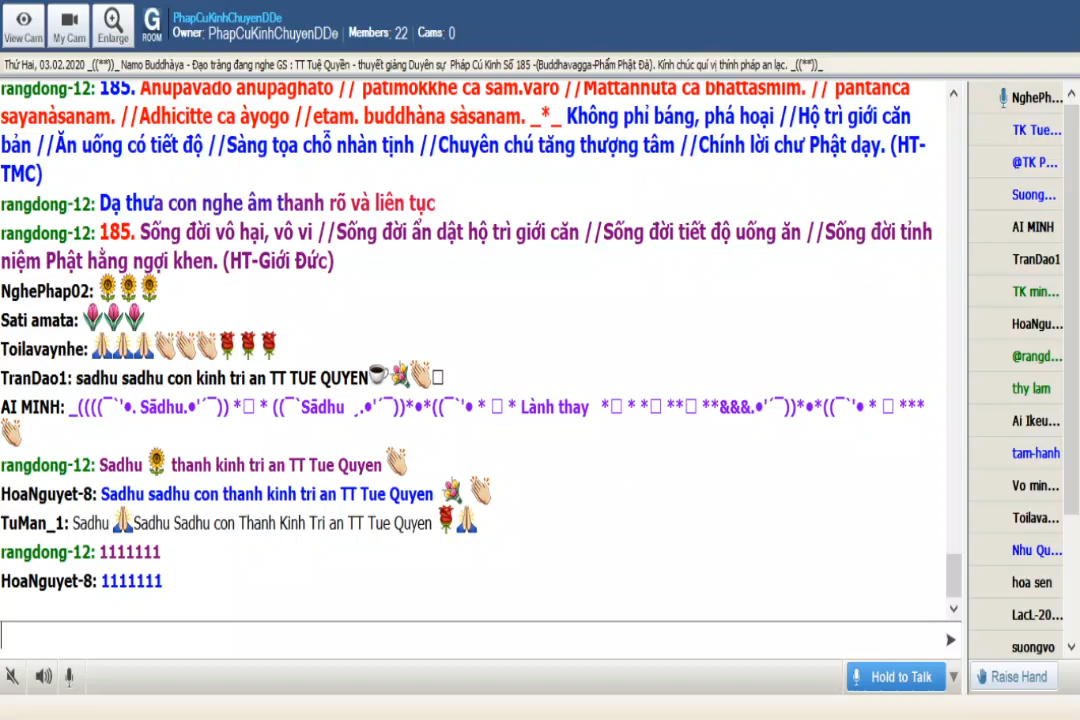 View Cam My Cam Enlarge G ROOM
PhapCuKinhChuyenDDe
Owner: PhapCuKinhChuyenDDe Members: 22 Cams: 0
Thứ Hai, 03.02.2020 _((**))_ Namo Buddhàya - Đạo tràng đang nghe GS : TT Tuệ Quyền - thuyết giảng Duyên sự Pháp Cú Kinh Số 185 -(Buddhavagga-Phẩm Phật Đà). Kính chúc quí vị thính pháp an lạc. _((**))_
rangdong-12: 185. Anupavado anupaghato // patimokkhe ca sam.varo //Mattannuta ca bhattasmim. // pantanca
sayanàsanam. //Adhicitte ca àyogo //etam. buddhàna sàsanam. _*_ Không phỉ báng, phá hoại //Hộ trì giới căn
bản //Ăn uống có tiết độ //Sàng tọa chỗ nhàn tịnh //Chuyên chú tăng thượng tâm //Chính lời chư Phật dạy. (HT-
TMC)
rangdong-12: Dạ thưa con nghe âm thanh rõ và liên tục
rangdong-12: 185. Sống đời vô hại, vô vi //Sống đời ẩn dật hộ trì giới căn //Sống đời tiết độ uống ăn //Sống đời tỉnh
niệm Phật hằng ngợi khen. (HT-Giới Đức)
NghePhap02: 🌻🌻🌻
Sati amata: 🌷🌷🌷
Toilavaynhe: 🙏🙏🙏👏👏👏🌹🌹🌹
TranDao1: sadhu sadhu con kinh tri an TT TUE QUYEN☕💐👏□
AI MINH: _((((¯`'•. Sādhu.•'´¯)) *□ * ((¯`Sādhu ¸.•'´¯))*•*((¯`'• * □ * Lành thay *□ * *□ **□ **&&&.•'´¯))*•*((¯`'• * □ ***
👏
rangdong-12: Sadhu 🌻 thanh kinh tri an TT Tue Quyen 👏
HoaNguyet-8: Sadhu sadhu con thanh kinh tri an TT Tue Quyen 💐 👏
TuMan_1: Sadhu 🙏Sadhu Sadhu con Thanh Kinh Tri an TT Tue Quyen 🌹🙏
rangdong-12: 1111111
HoaNguyet-8: 1111111
NghePh...
TK Tue...
@TK P...
Suong...
AI MINH
TranDao1
TK min...
HoaNgu...
@rangd...
thy lam
Ai Ikeu...
tam-hanh
Vo min...
Toilava...
Nhu Qu...
hoa sen
LacL-20...
suongvo
Hold to Talk
Raise Hand